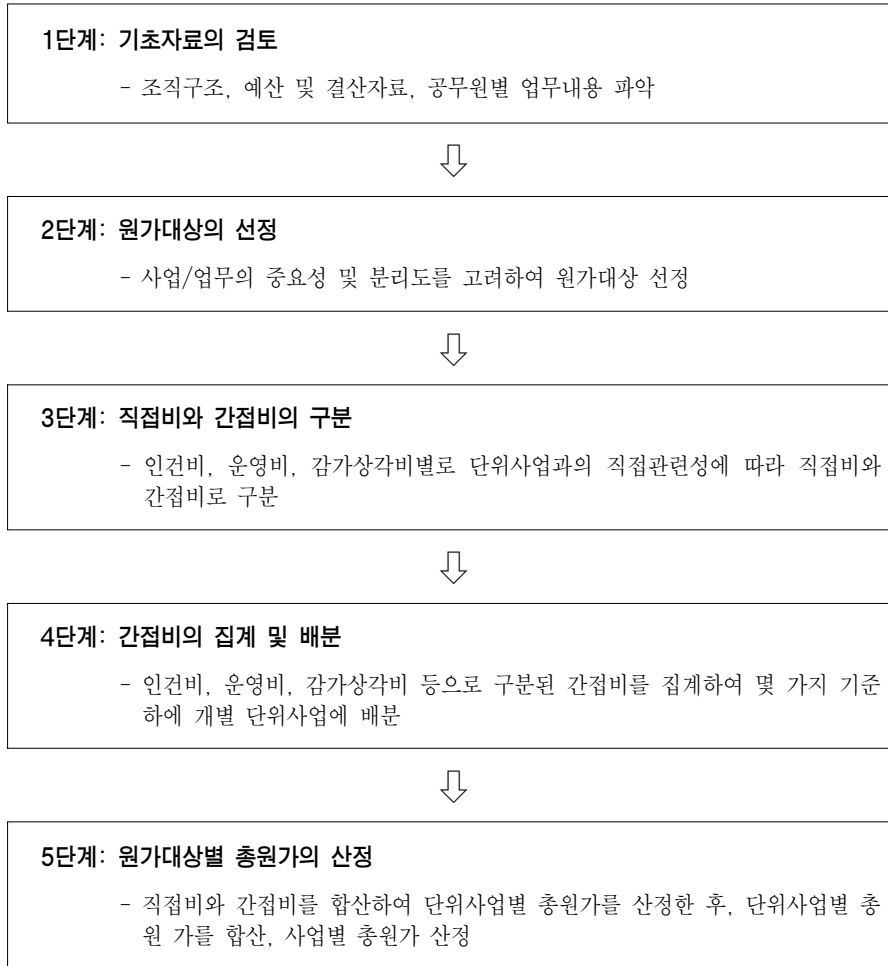 1단계: 기초자료의 검토
- 조직구조, 예산 및 결산자료, 공무원별 업무내용 파악
2단계: 원가대상의 선정
- 사업/업무의 중요성 및 분리도를 고려하여 원가대상 선정
3단계: 직접비와 간접비의 구분
- 인건비, 운영비, 감가상각비별로 단위사업과의 직접관련성에 따라 직접비와
간접비로 구분
4단계: 간접비의 집계 및 배분
- 인건비, 운영비, 감가상각비 등으로 구분된 간접비를 집계하여 몇 가지 기준
하에 개별 단위사업에 배분
5단계: 원가대상별 총원가의 산정
- 직접비와 간접비를 합산하여 단위사업별 총원가를 산정한 후, 단위사업별 총
원 가를 합산, 사업별 총원가 산정